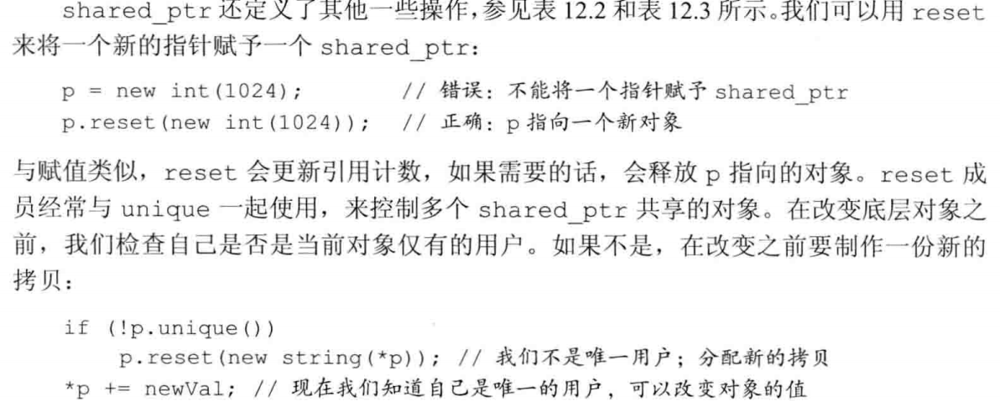 shared_ptr 还定义了其他一些操作,参见表 12.2 和表 12.3 所示。我们可以用 reset
来将一个新的指针赋予一个 shared_ptr:
p = new int(1024);          // 错误:不能将一个指针赋予 shared_ptr
p.reset(new int(1024));   // 正确:p 指向一个新对象
与赋值类似,reset 会更新引用计数,如果需要的话,会释放 p 指向的对象。reset 成
员经常与 unique 一起使用,来控制多个 shared_ptr 共享的对象。在改变底层对象之
前,我们检查自己是否是当前对象仅有的用户。如果不是,在改变之前要制作一份新的
拷贝:
if (!p.unique())
    p.reset(new string(*p)); // 我们不是唯一用户;分配新的拷贝
*p += newVal; // 现在我们知道自己是唯一的用户,可以改变对象的值